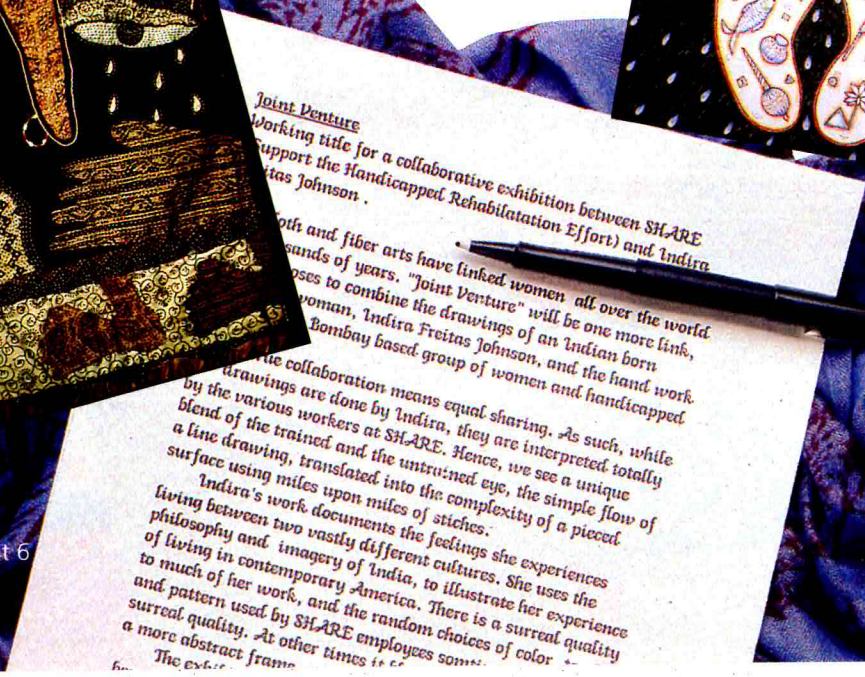 Joint Venture
Working title for a collaborative exhibition between SHARE
Support the Handicapped Rehabilatation Effort) and Indira
itas Johnson .
oth and fiber arts have linked women all over the world
sands of years. "Joint Venture" will be one more link,
oses to combine the drawings of an Indian born
woman, Indira Freitas Johnson, and the hand work
Bombay based group of women and handicapped
The collaboration means equal sharing. As such, while
drawings are done by Indira, they are interpreted totally
by the various workers at SHARE. Hence, we see a unique
blend of the trained and the untrained eye, the simple flow of
a line drawing, translated into the complexity of a pieced
surface using miles upon miles of stiches.
Indira's work documents the feelings she experiences
living between two vastly different cultures. She uses the
philosophy and imagery of India, to illustrate her experience
of living in contemporary America. There is a surreal quality
to much of her work, and the random choices of color
and pattern used by SHARE employees somti
surreal quality. At other times it
a more abstract frame
The exhi
t 6